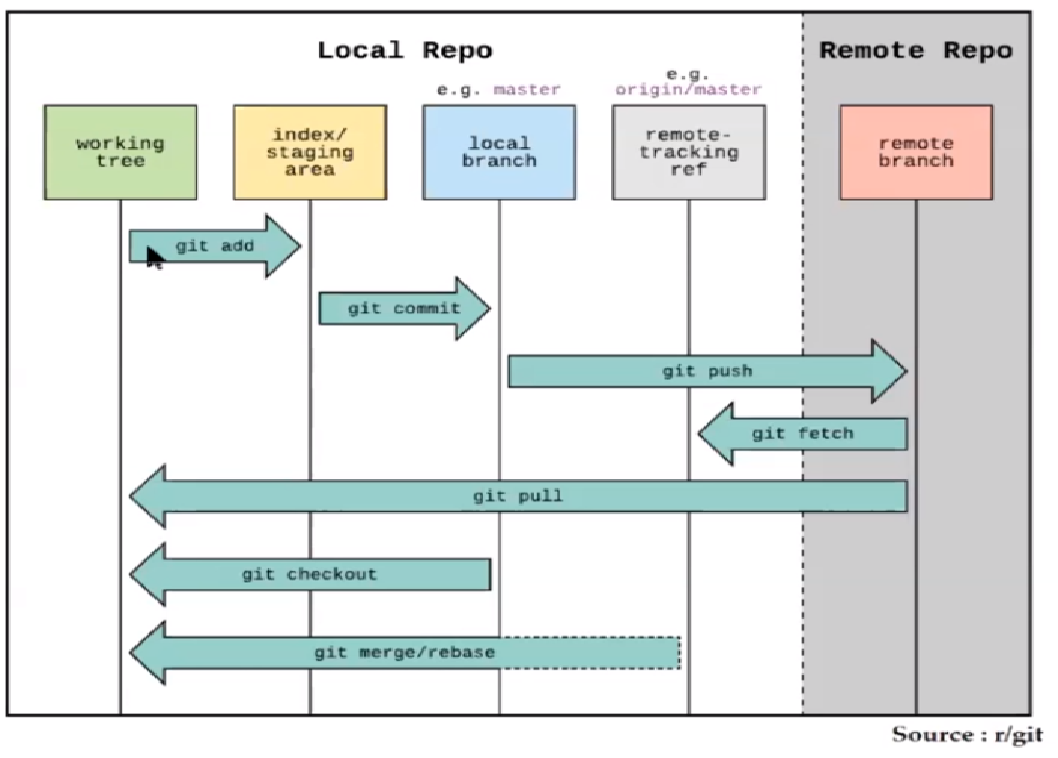 Local Repo
Remote Repo
e.g. master
e.g.
origin/master
working
tree
index/
staging
area
local
branch
remote-
tracking
ref
remote
branch
git add
git commit
git push
git fetch
git pull
git checkout
git merge/rebase
Source : r/git